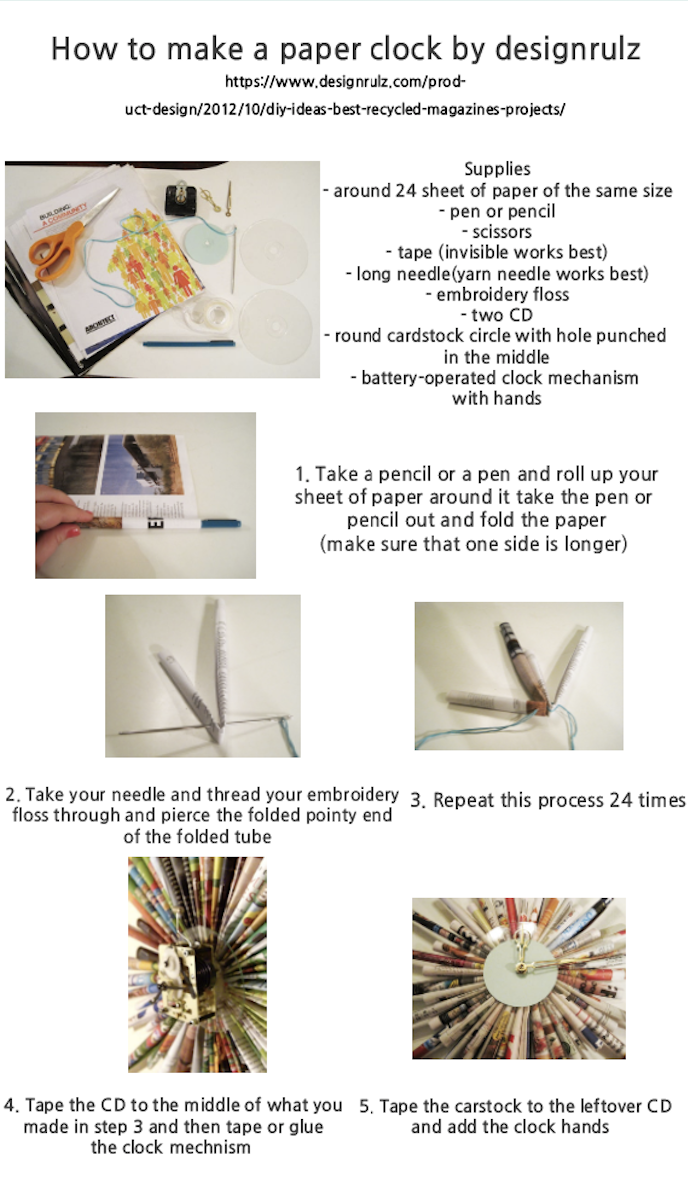 How to make a paper clock by designrulz
https://www.designrulz.com/prod-
uct-design/2012/10/diy-ideas-best-recycled-magazines-projects/
BUILDING:
A COMMUNITY
ARCHITECT
Supplies
- around 24 sheet of paper of the same size
- pen or pencil
- scissors
- tape (invisible works best)
- long needle(yarn needle works best)
- embroidery floss
- two CD
- round cardstock circle with hole punched
in the middle
- battery-operated clock mechanism
with hands
1. Take a pencil or a pen and roll up your
sheet of paper around it take the pen or
pencil out and fold the paper
(make sure that one side is longer)
2. Take your needle and thread your embroidery
floss through and pierce the folded pointy end
of the folded tube
3. Repeat this process 24 times
4. Tape the CD to the middle of what you
made in step 3 and then tape or glue
the clock mechnism
5. Tape the carstock to the leftover CD
and add the clock hands